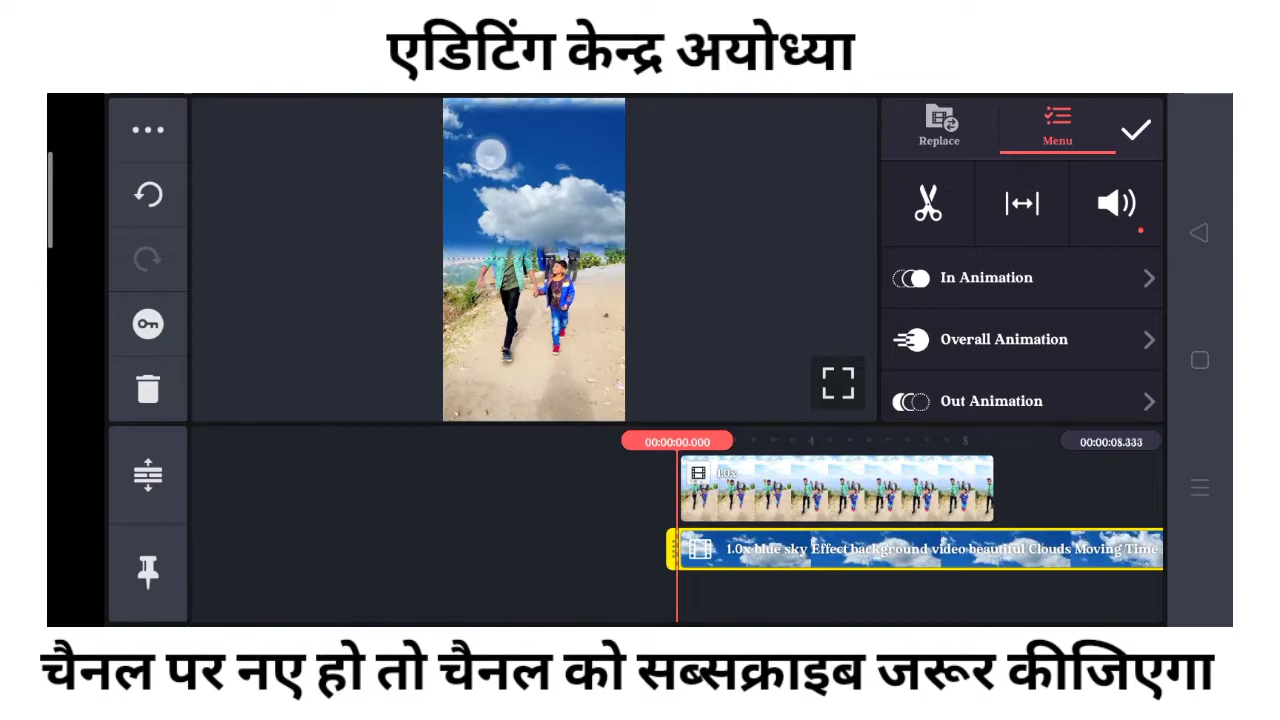 एडिटिंग केन्द्र अयोध्या
Replace
Menu
In Animation
Overall Animation
Out Animation
00:00:00.000
4
8
00:00:08.333
1.0x
1.0x blue sky Effect background video beautiful Clouds Moving Time
चैनल पर नए हो तो चैनल को सब्सक्राइब जरूर कीजिएगा